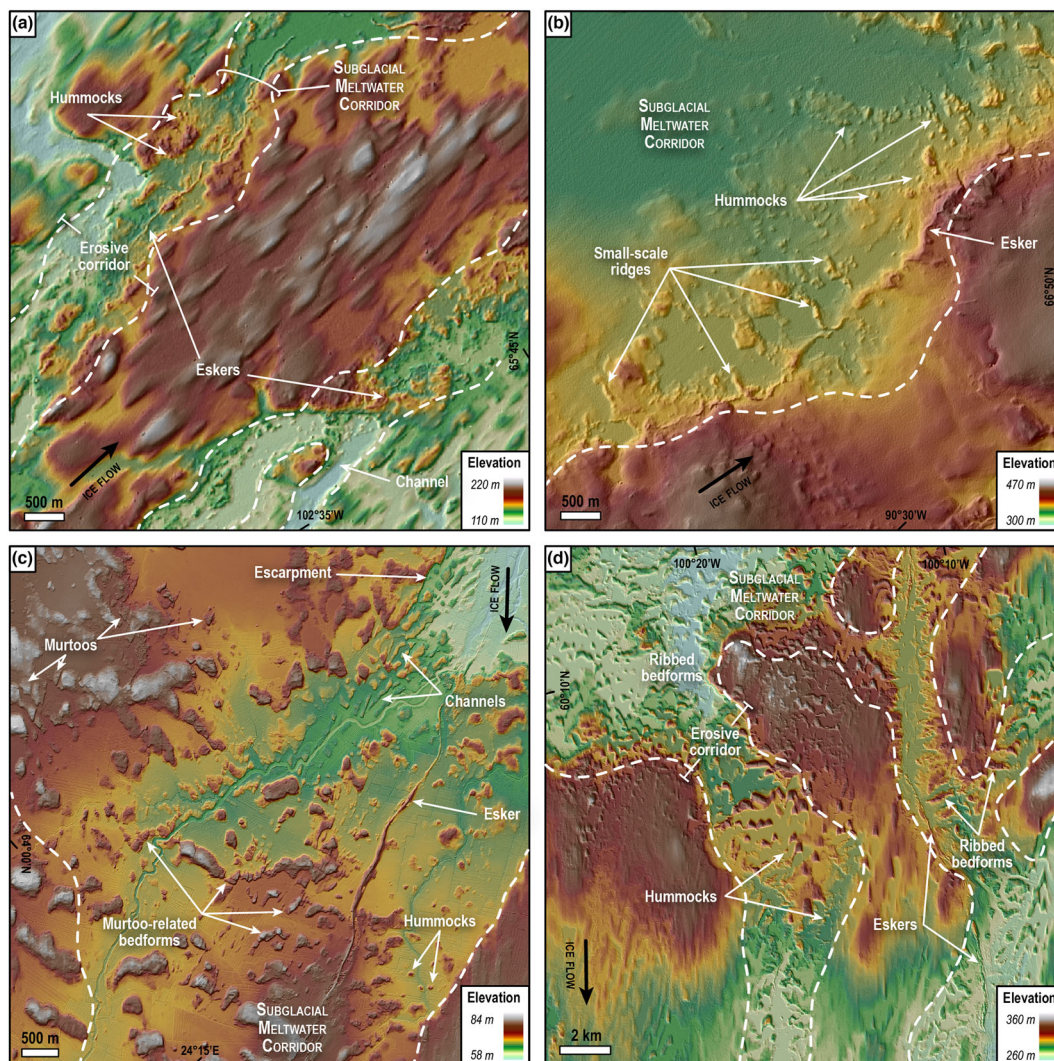 (a)
SUBGLACIAL
MELTWATER
CORRIDOR
Hummocks
Erosive
corridor
Eskers
65°45'N
Channel
ICE FLOW
500 m
102°35'W
Elevation
220 m
110 m
(b)
SUBGLACIAL
MELTWATER
CORRIDOR
Hummocks
Esker
Small-scale
ridges
66°50'N
ICE FLOW
500 m
90°30'W
Elevation
470 m
300 m
(c)
Escarpment
ICE FLOW
Murtoos
Channels
Esker
64°00'N
Murtoo-related
bedforms
Hummocks
SUBGLACIAL
MELTWATER
CORRIDOR
500 m
24°15'E
Elevation
84 m
58 m
(d)
100°20'W
100°10'W
SUBGLACIAL
MELTWATER
CORRIDOR
Ribbed
bedforms
60°10'N
Erosive
corridor
Ribbed
bedforms
Hummocks
Eskers
ICE FLOW
2 km
Elevation
360 m
260 m